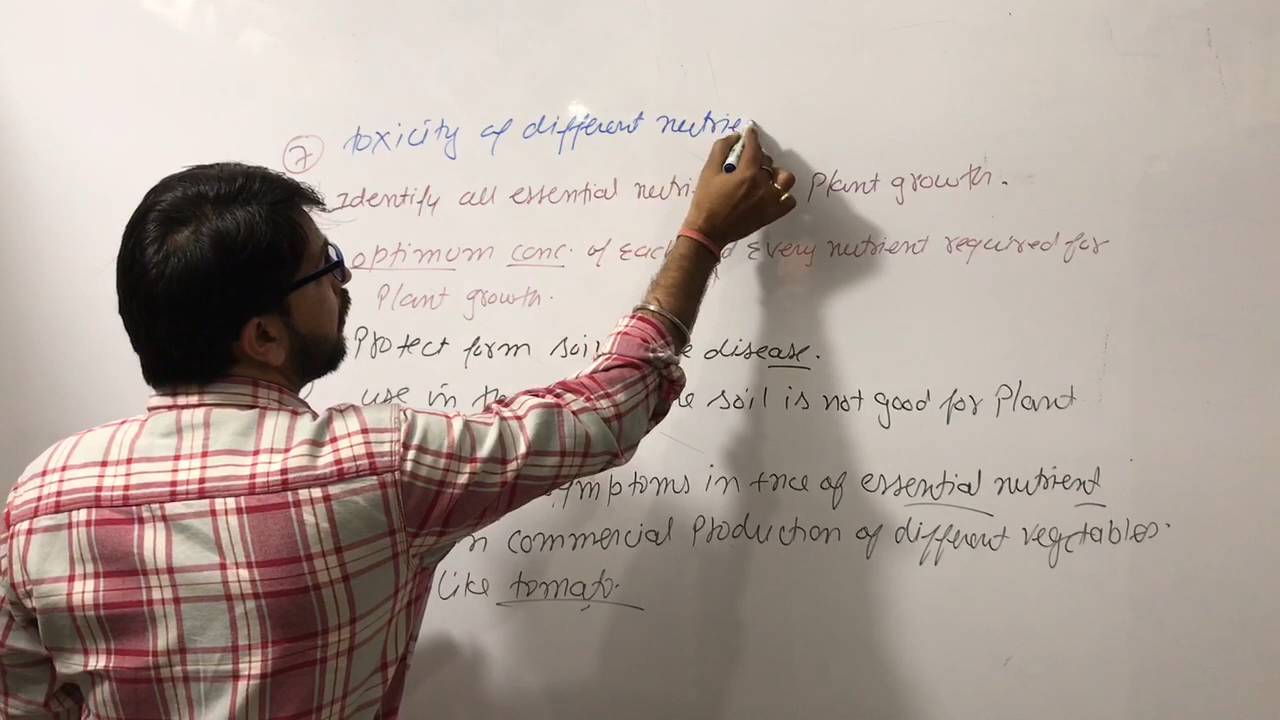 7 toxicity of different nutrie
Identify all essential nutri Plant growth.
optimum conc. of each every nutrient required for
Plant growth.
Protect form soil disease.
use in soil is not good for Plant
symptoms in of essential nutrient
commercial Production of different vegetables.
like tomato.